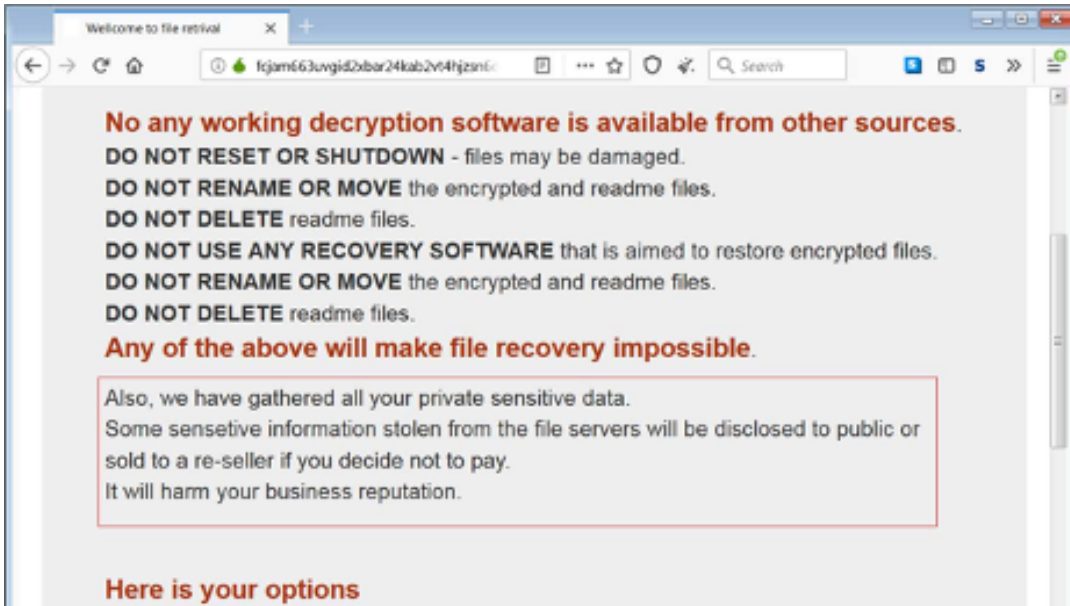 Wellcome to file retrival
Search
No any working decryption software is available from other sources.
DO NOT RESET OR SHUTDOWN - files may be damaged.
DO NOT RENAME OR MOVE the encrypted and readme files.
DO NOT DELETE readme files.
DO NOT USE ANY RECOVERY SOFTWARE that is aimed to restore encrypted files.
DO NOT RENAME OR MOVE the encrypted and readme files.
DO NOT DELETE readme files.
Any of the above will make file recovery impossible.
Also, we have gathered all your private sensitive data.
Some sensetive information stolen from the file servers will be disclosed to public or
sold to a re-seller if you decide not to pay.
It will harm your business reputation.
Here is your options